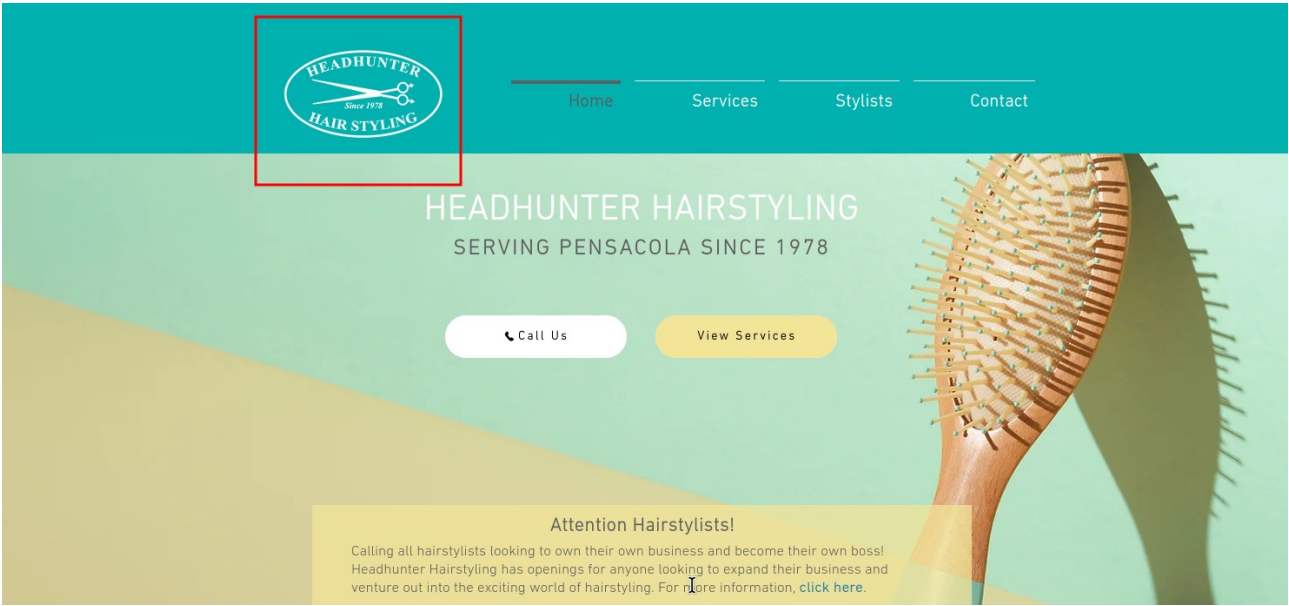 HEADHUNTER
Since 1978
HAIR STYLING
Home Services Stylists Contact
HEADHUNTER HAIRSTYLING
SERVING PENSACOLA SINCE 1978
Call Us View Services
Attention Hairstylists!
Calling all hairstylists looking to own their own business and become their own boss!
Headhunter Hairstyling has openings for anyone looking to expand their business and
venture out into the exciting world of hairstyling. For more information, click here.